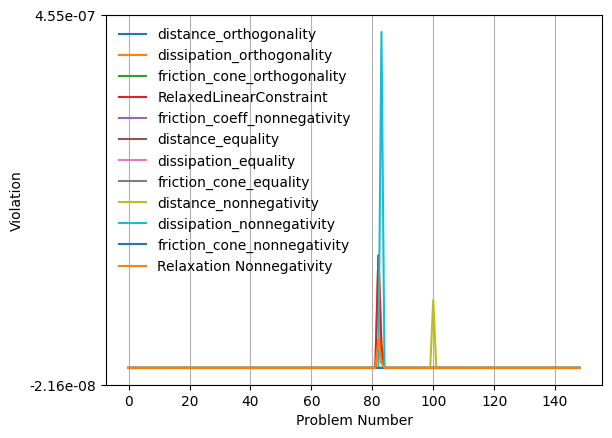 4.55e-07
distance_orthogonality
dissipation_orthogonality
friction_cone_orthogonality
RelaxedLinearConstraint
friction_coeff_nonnegativity
distance_equality
dissipation_equality
friction_cone_equality
distance_nonnegativity
dissipation_nonnegativity
friction_cone_nonnegativity
Relaxation Nonnegativity
Violation
-2.16e-08
0 20 40 60 80 100 120 140
Problem Number